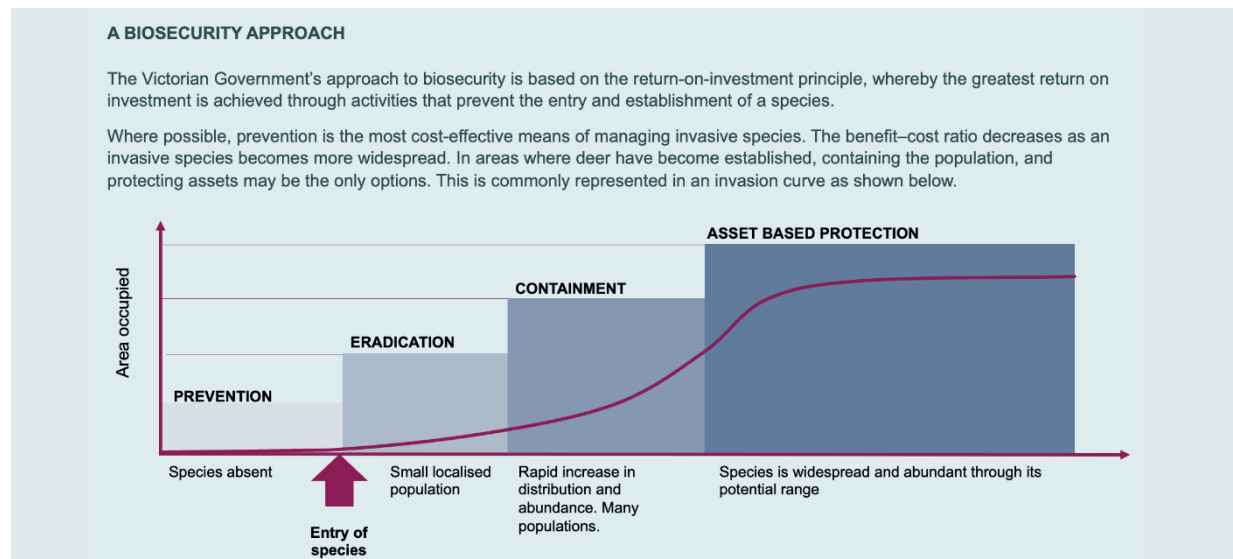 A BIOSECURITY APPROACH
The Victorian Government’s approach to biosecurity is based on the return-on-investment principle, whereby the greatest return on
investment is achieved through activities that prevent the entry and establishment of a species.
Where possible, prevention is the most cost-effective means of managing invasive species. The benefit–cost ratio decreases as an
invasive species becomes more widespread. In areas where deer have become established, containing the population, and
protecting assets may be the only options. This is commonly represented in an invasion curve as shown below.
ASSET BASED PROTECTION
CONTAINMENT
ERADICATION
PREVENTION
Area occupied
Species absent
Entry of
species
Small localised
population
Rapid increase in
distribution and
abundance. Many
populations.
Species is widespread and abundant through its
potential range